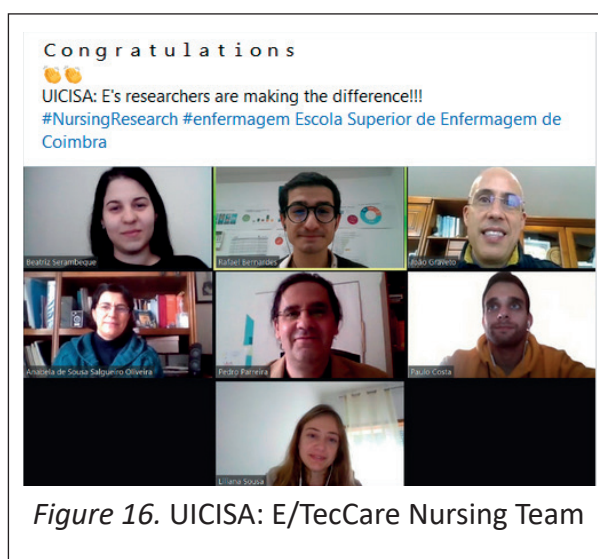 Congratulations
👏👏
UICISA: E's researchers are making the difference!!!
#NursingResearch #enfermagem Escola Superior de Enfermagem de
Coimbra
Beatriz Serambeque
Rafael Bernardes
João Graveto
Anabela de Sousa Salgueiro Oliveira
Pedro Parreira
Paulo Costa
Liliana Sousa
Figure 16. UICISA: E/TecCare Nursing Team